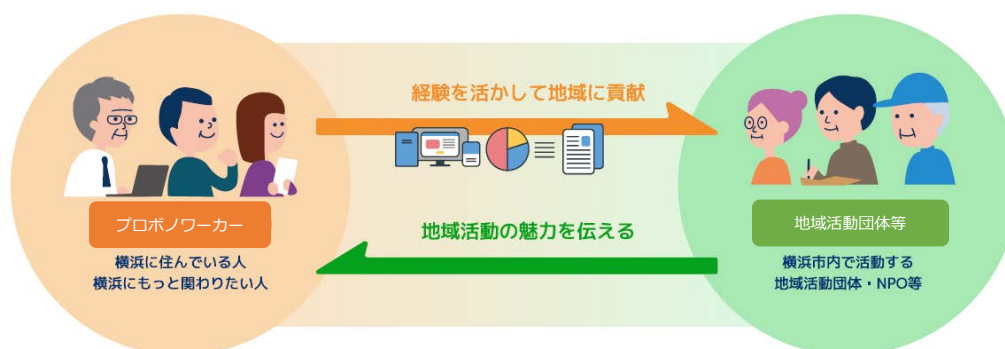 経験を活かして地域に貢献
プロボノワーカー
横浜に住んでいる人
横浜にもっと関わりたい人
地域活動の魅力を伝える
地域活動団体等
横浜市内で活動する
地域活動団体・NPO等